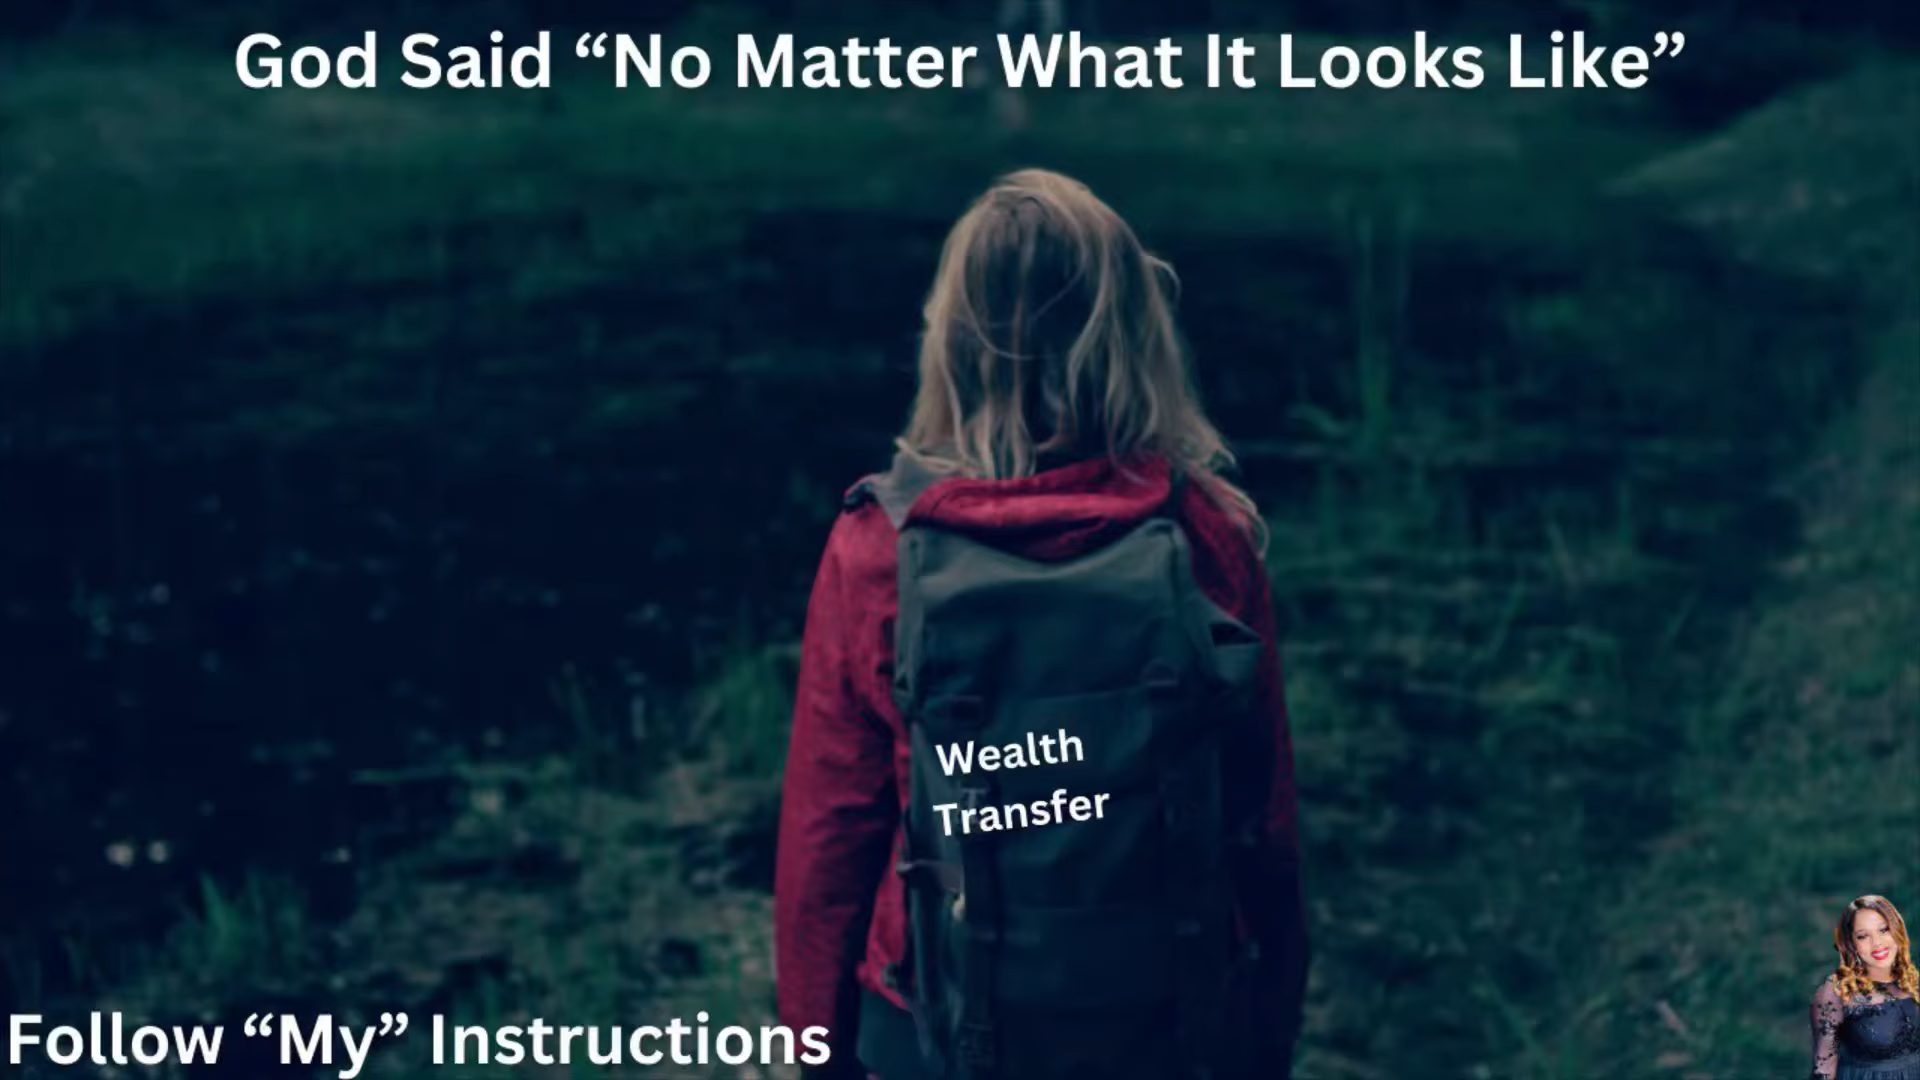 God Said “No Matter What It Looks Like”
Wealth
Transfer
Follow “My” Instructions